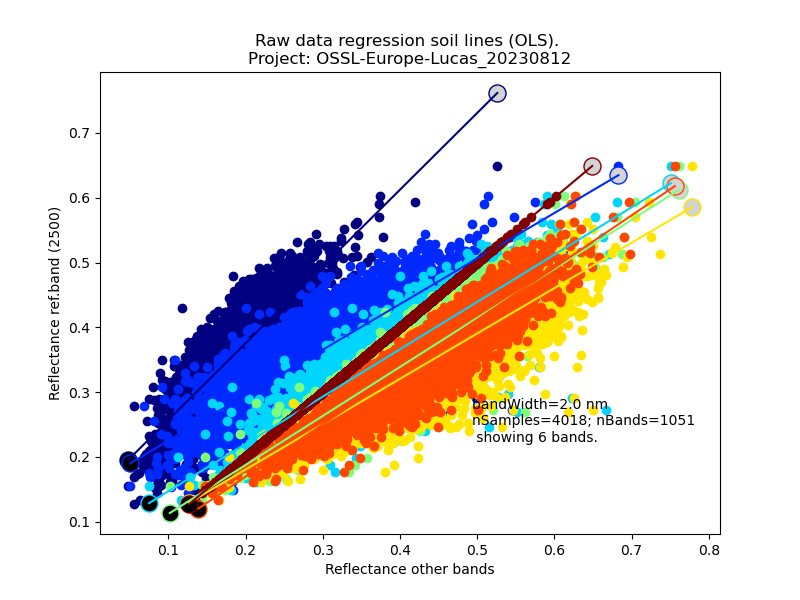 Raw data regression soil lines (OLS).
Project: OSSL-Europe-Lucas_20230812
Reflectance ref.band (2500)
0.7
0.6
0.5
0.4
0.3
0.2
0.1
bandWidth=2.0 nm
nSamples=4018; nBands=1051
showing 6 bands.
0.1 0.2 0.3 0.4 0.5 0.6 0.7 0.8
Reflectance other bands